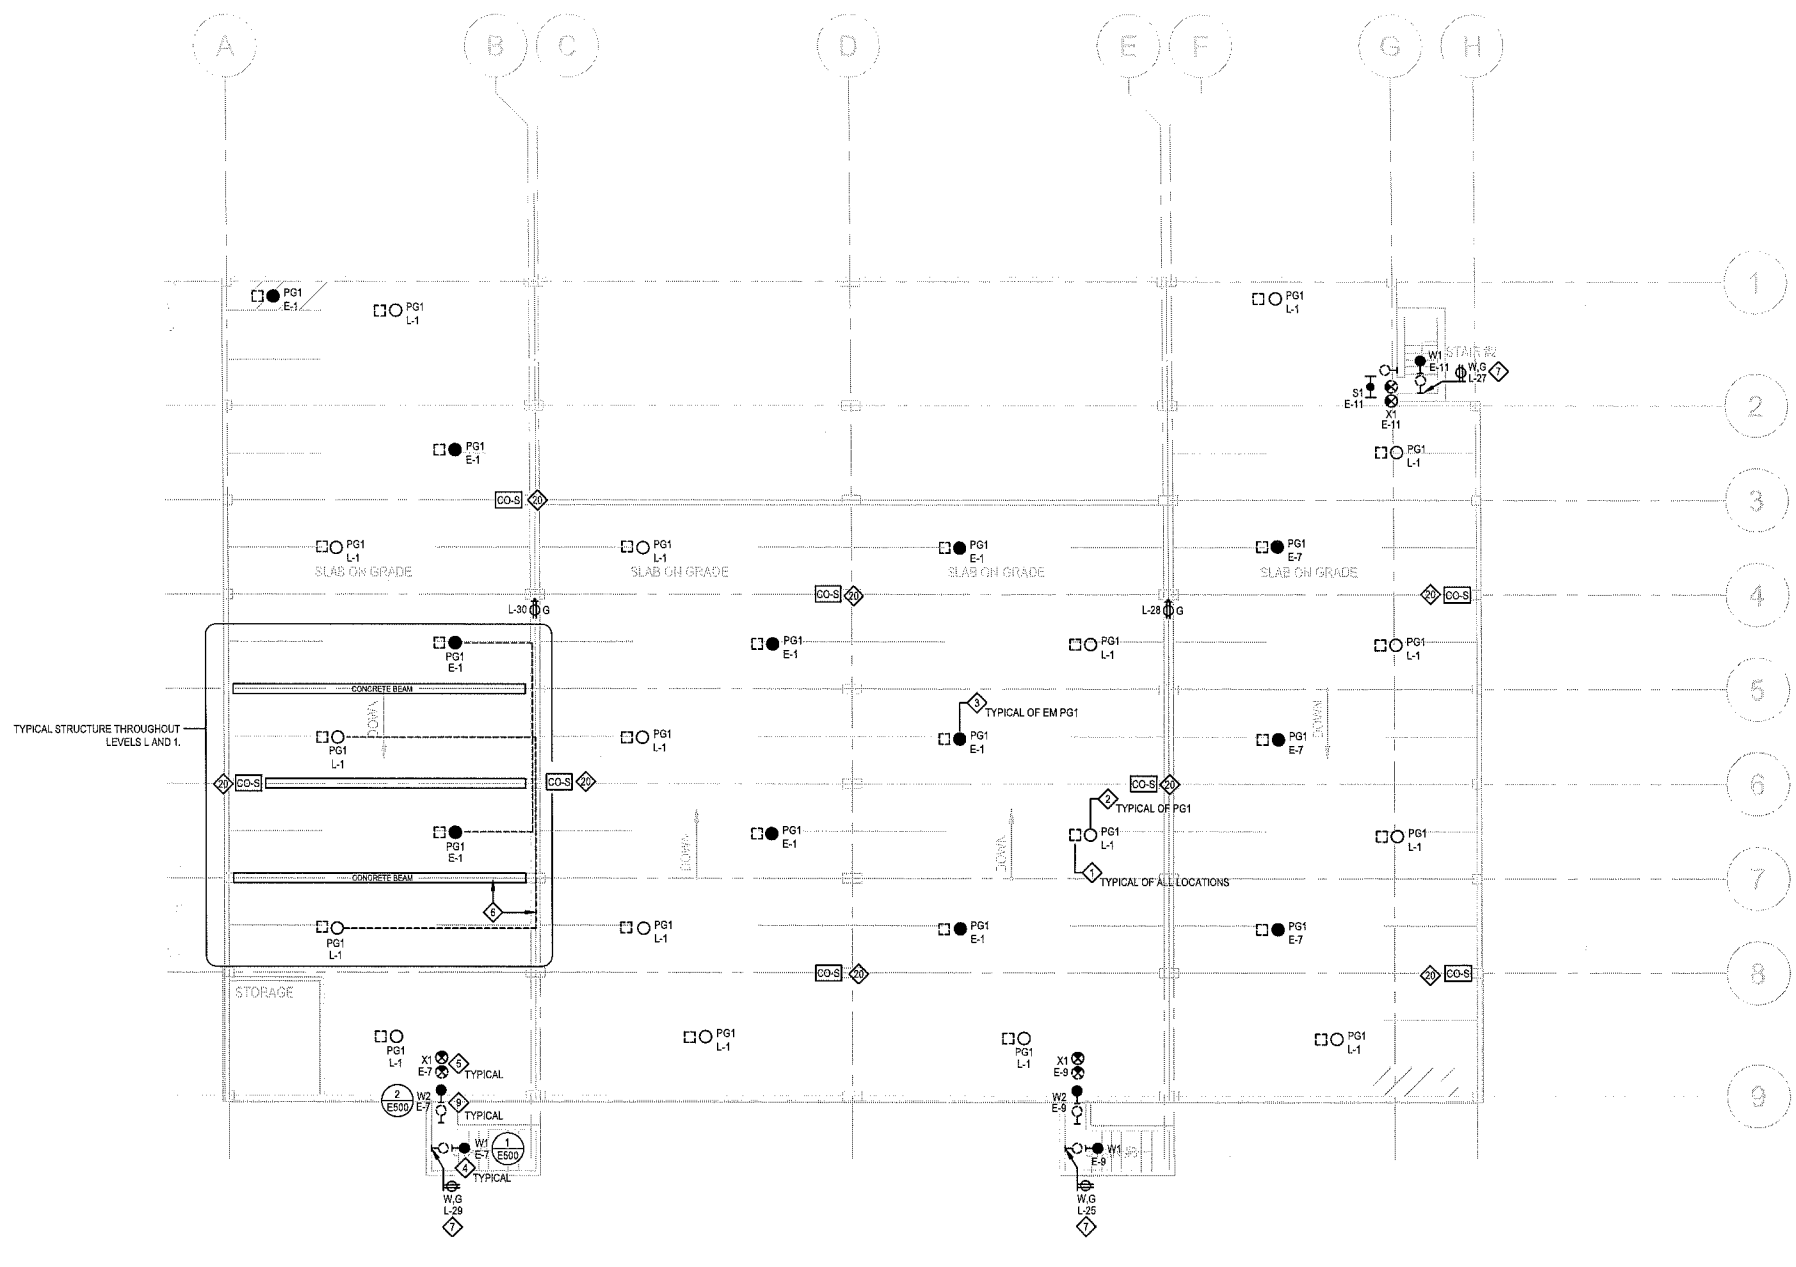 A B C D E F G H
1
PG1
E-1
PG1
L-1
PG1
L-1
STAIR #2
W1
E-11
W,G
L-27
7
S1
E-11
X1
E-11
2
PG1
E-1
PG1
L-1
CO-S 20
3
PG1
L-1
PG1
L-1
PG1
E-1
PG1
E-7
SLAB ON GRADE
SLAB ON GRADE
SLAB ON GRADE
SLAB ON GRADE
CO-S 20
20 CO-S
4
L-30 G
L-28 G
PG1
E-1
PG1
E-1
PG1
L-1
PG1
L-1
CONCRETE BEAM
5
3
TYPICAL OF EM PG1
DOWN
DOWN
TYPICAL STRUCTURE THROUGHOUT
LEVELS L AND 1.
PG1
L-1
PG1
L-1
PG1
E-1
PG1
E-7
20 CO-S
CO-S 20
CO-S 20
6
2
TYPICAL OF PG1
PG1
E-1
PG1
E-1
PG1
L-1
PG1
L-1
DOWN
DOWN
CONCRETE BEAM
1
TYPICAL OF ALL LOCATIONS
7
6
PG1
L-1
PG1
L-1
PG1
E-1
PG1
E-7
CO-S 20
20 CO-S
8
STORAGE
PG1
L-1
PG1
L-1
PG1
L-1
PG1
L-1
X1
E-7
5
TYPICAL
X1
E-9
2
E500
W2
E-7
9
TYPICAL
W2
E-9
9
W1
E-7
1
E500
W1
E-9
4
TYPICAL
W,G
L-29
7
W,G
L-25
7